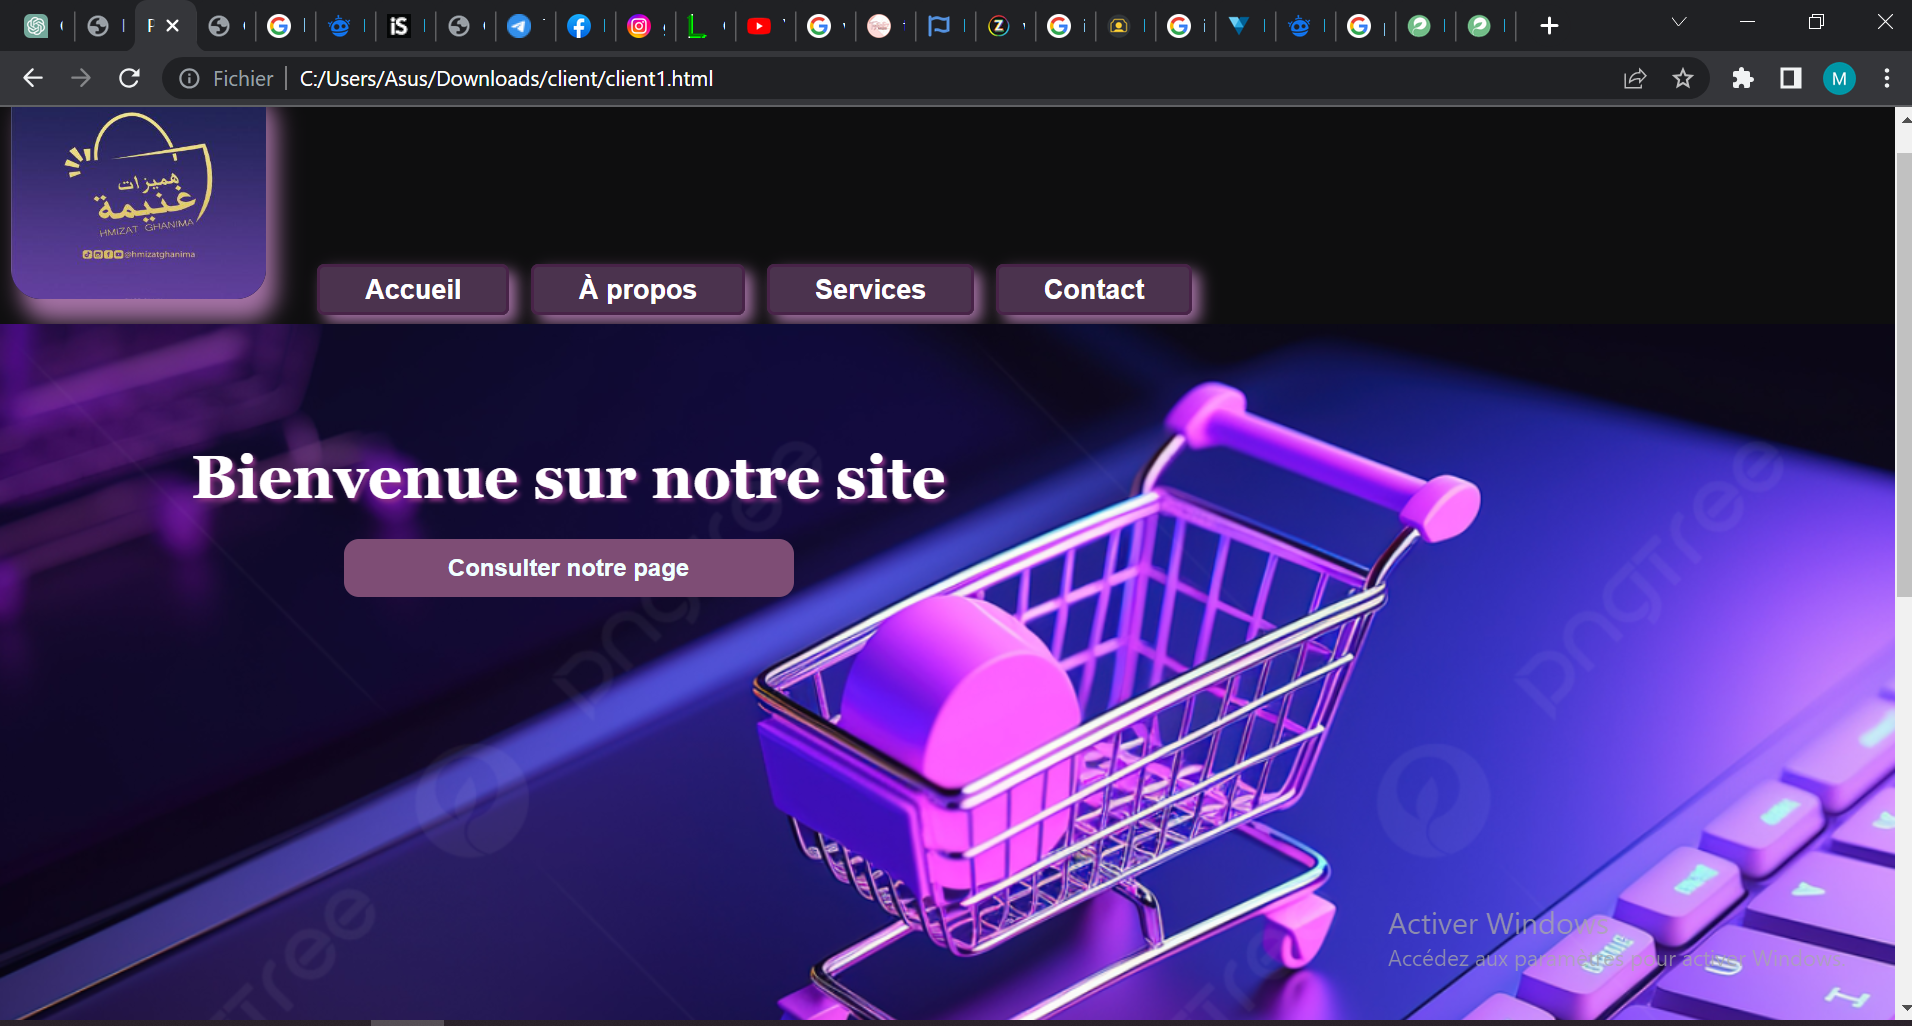 Fichier
C:/Users/Asus/Downloads/client/client1.html
M
هميزات
غنيمة
HMIZAT GHANIMA
@hmizatghanima
Accueil
À propos
Services
Contact
Bienvenue sur notre site
Consulter notre page
pngtree
pngtree
Activer Windows
Accédez aux paramètres pour activer Windows.